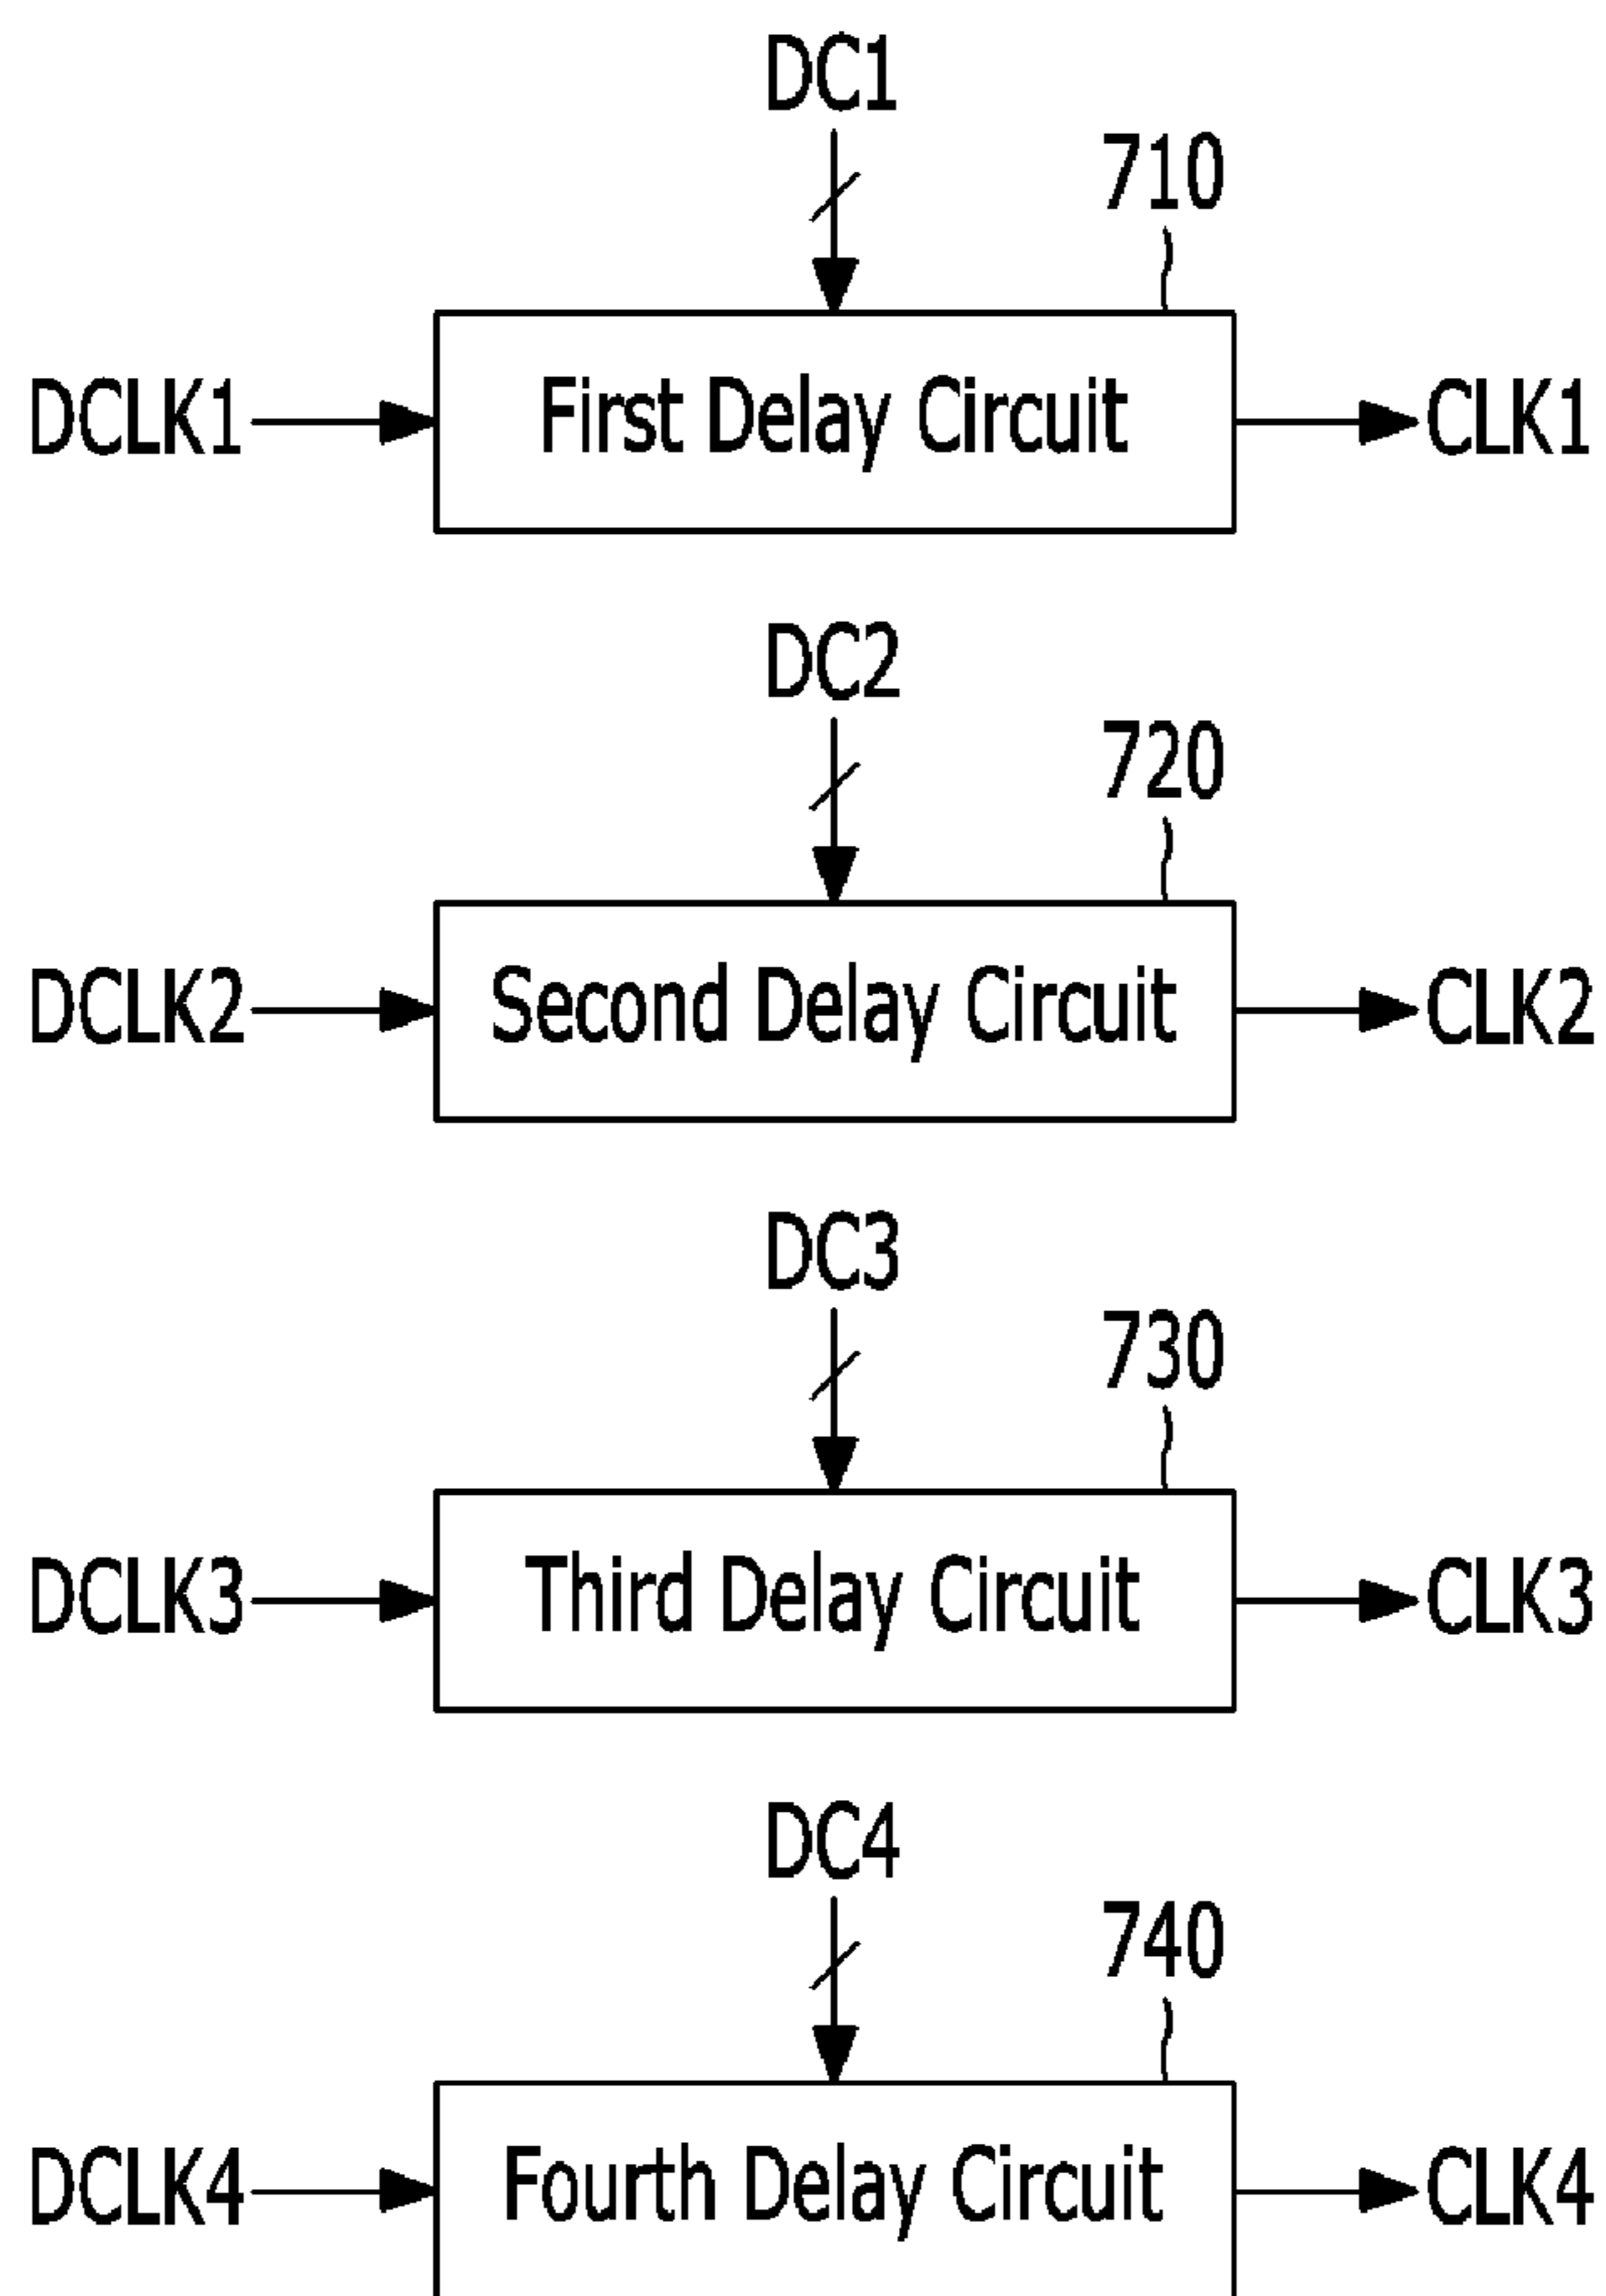 DC1
710
DCLK1
First Delay Circuit
CLK1
DC2
720
DCLK2
Second Delay Circuit
CLK2
DC3
730
DCLK3
Third Delay Circuit
CLK3
DC4
740
DCLK4
Fourth Delay Circuit
CLK4